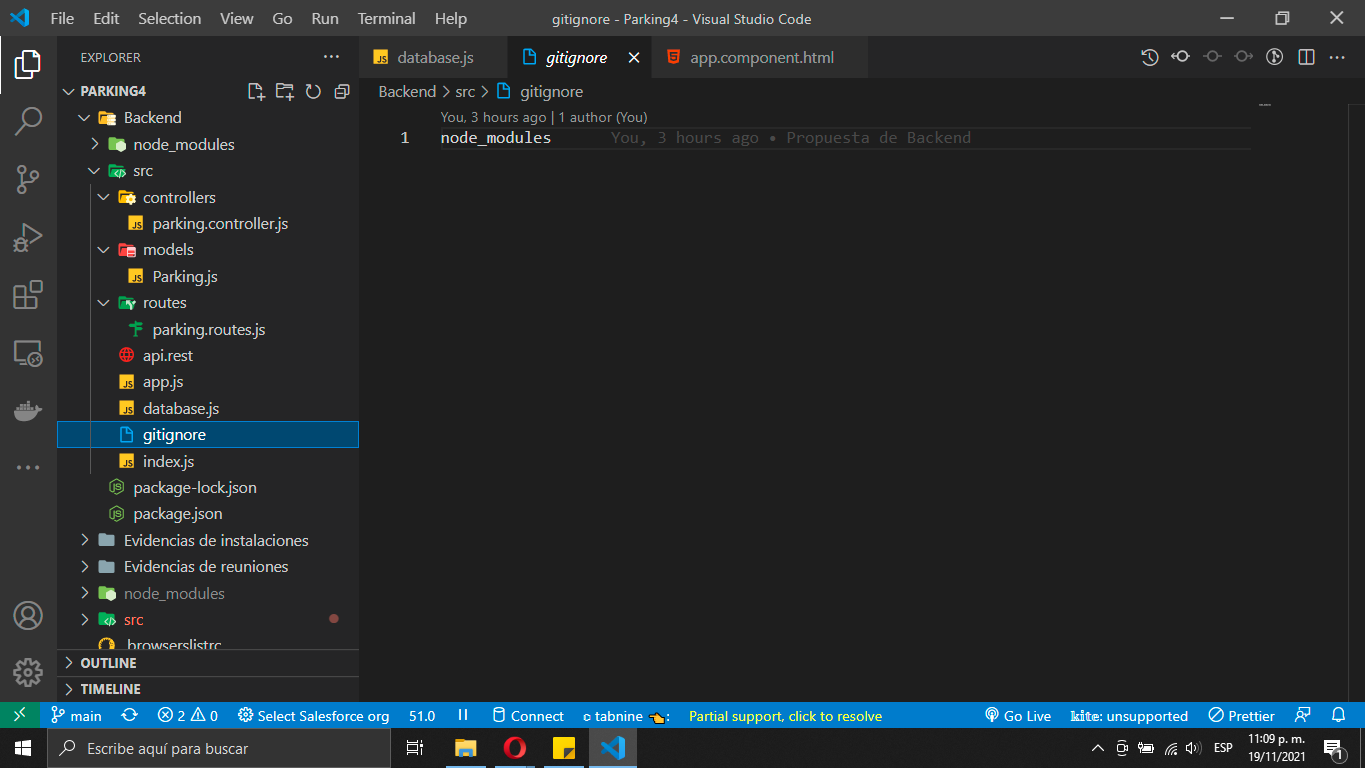 File Edit Selection View Go Run Terminal Help
gitignore - Parking4 - Visual Studio Code
EXPLORER
database.js
gitignore
app.component.html
PARKING4
Backend
node_modules
src
controllers
JS parking.controller.js
models
JS Parking.js
routes
parking.routes.js
api.rest
JS app.js
JS database.js
gitignore
JS index.js
package-lock.json
package.json
Evidencias de instalaciones
Evidencias de reuniones
node_modules
src
.browserslistrc
OUTLINE
TIMELINE
Backend > src > gitignore
You, 3 hours ago | 1 author (You)
1 node_modules You, 3 hours ago • Propuesta de Backend
main 2 0 Select Salesforce org 51.0 Connect tabnine Partial support, click to resolve Go Live kite: unsupported Prettier
Escribe aquí para buscar
ESP
11:09 p. m.
19/11/2021
1